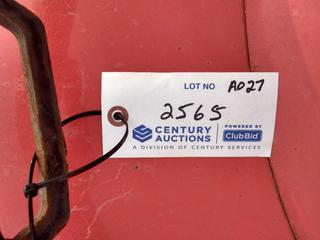 LOT NO A027
2565
CENTURY AUCTIONS
POWERED BY ClubBid
A DIVISION OF CENTURY SERVICES